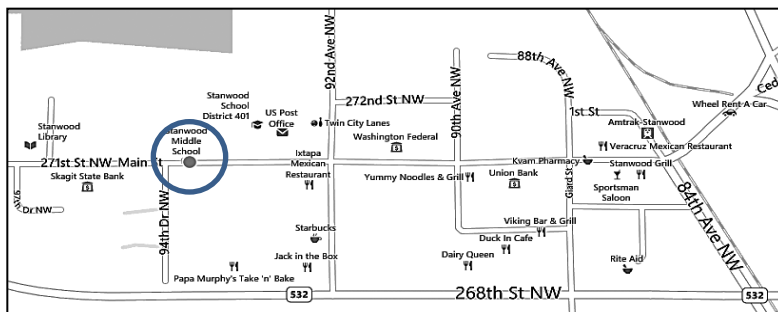 92nd Ave NW
88th Ave NW
Ced
Wheel Rent A Car
272nd St NW
90th Ave NW
1st St
Amtrak-Stanwood
Stanwood
School
District 401
US Post
Office
Twin City Lanes
Washington Federal
Veracruz Mexican Restaurant
Stanwood
Library
Stanwood
Middle
School
271st St NW
Main St
Ixtapa
Mexican
Restaurant
Kvam Pharmacy
Stanwood Grill
Skagit State Bank
Yummy Noodles & Grill
Union Bank
Giard St
Sportsman
Saloon
84th Ave NW
97th
Dr NW
94th Dr NW
Starbucks
Viking Bar & Grill
Duck In Cafe
Jack in the Box
Dairy Queen
Rite Aid
Papa Murphy's Take 'n' Bake
532
268th St NW
532